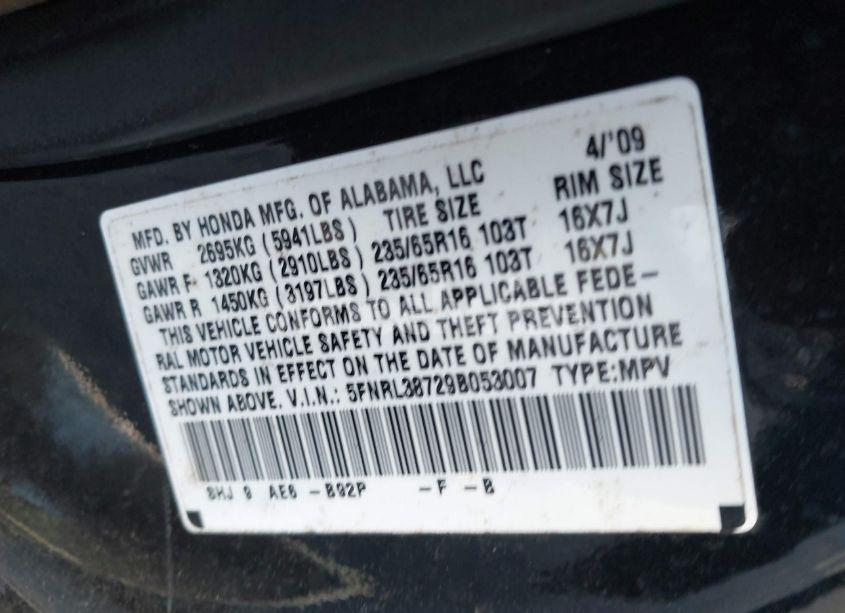 4/'09
MFD. BY HONDA MFG. OF ALABAMA, LLC
GVWR 2695KG (5941LBS) TIRE SIZE RIM SIZE
GAWR F 1320KG (2910LBS) 235/65R16 103T 16X7J
GAWR R 1450KG (3197LBS) 235/65R16 103T 16X7J
THIS VEHICLE CONFORMS TO ALL APPLICABLE FEDE-
RAL MOTOR VEHICLE SAFETY AND THEFT PREVENTION
STANDARDS IN EFFECT ON THE DATE OF MANUFACTURE
SHOWN ABOVE. V.I.N.: 5FNRL38729B053007 TYPE:MPV
SHJ 9 AE6 -B92P -F -B